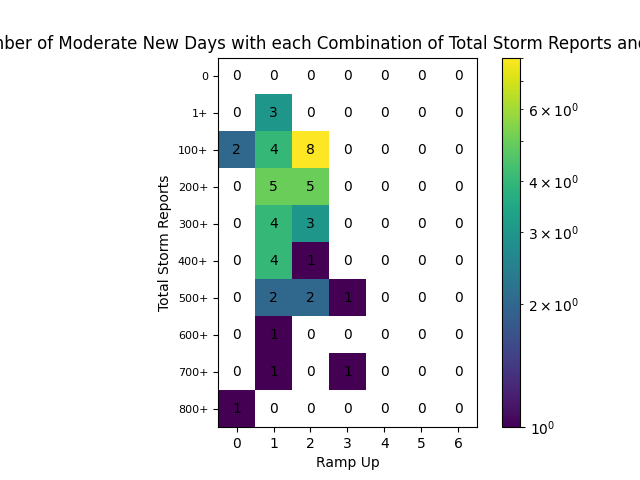 of Moderate New Days with each Combination of Total Storm Reports
0 0 0 0 0 0 0 0
1+ 0 3 0 0 0 0 0
100+ 2 4 8 0 0 0 0
200+ 0 5 5 0 0 0 0
300+ 0 4 3 0 0 0 0
400+ 0 4 1 0 0 0 0
500+ 0 2 2 1 0 0 0
600+ 0 1 0 0 0 0 0
700+ 0 1 0 1 0 0 0
800+ 1 0 0 0 0 0 0
0 1 2 3 4 5 6
Ramp Up
Total Storm Reports
6 × 10⁰
4 × 10⁰
3 × 10⁰
2 × 10⁰
10⁰